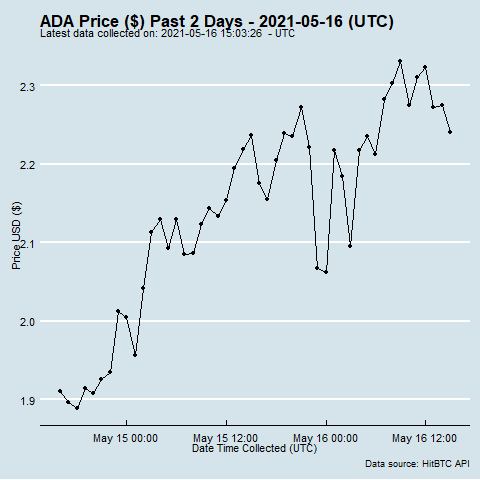 ADA Price ($) Past 2 Days - 2021-05-16 (UTC)
Latest data collected on: 2021-05-16 15:03:26 - UTC
2.3
2.2
2.1
2.0
1.9
Price USD ($)
May 15 00:00
May 15 12:00
May 16 00:00
May 16 12:00
Date Time Collected (UTC)
Data source: HitBTC API